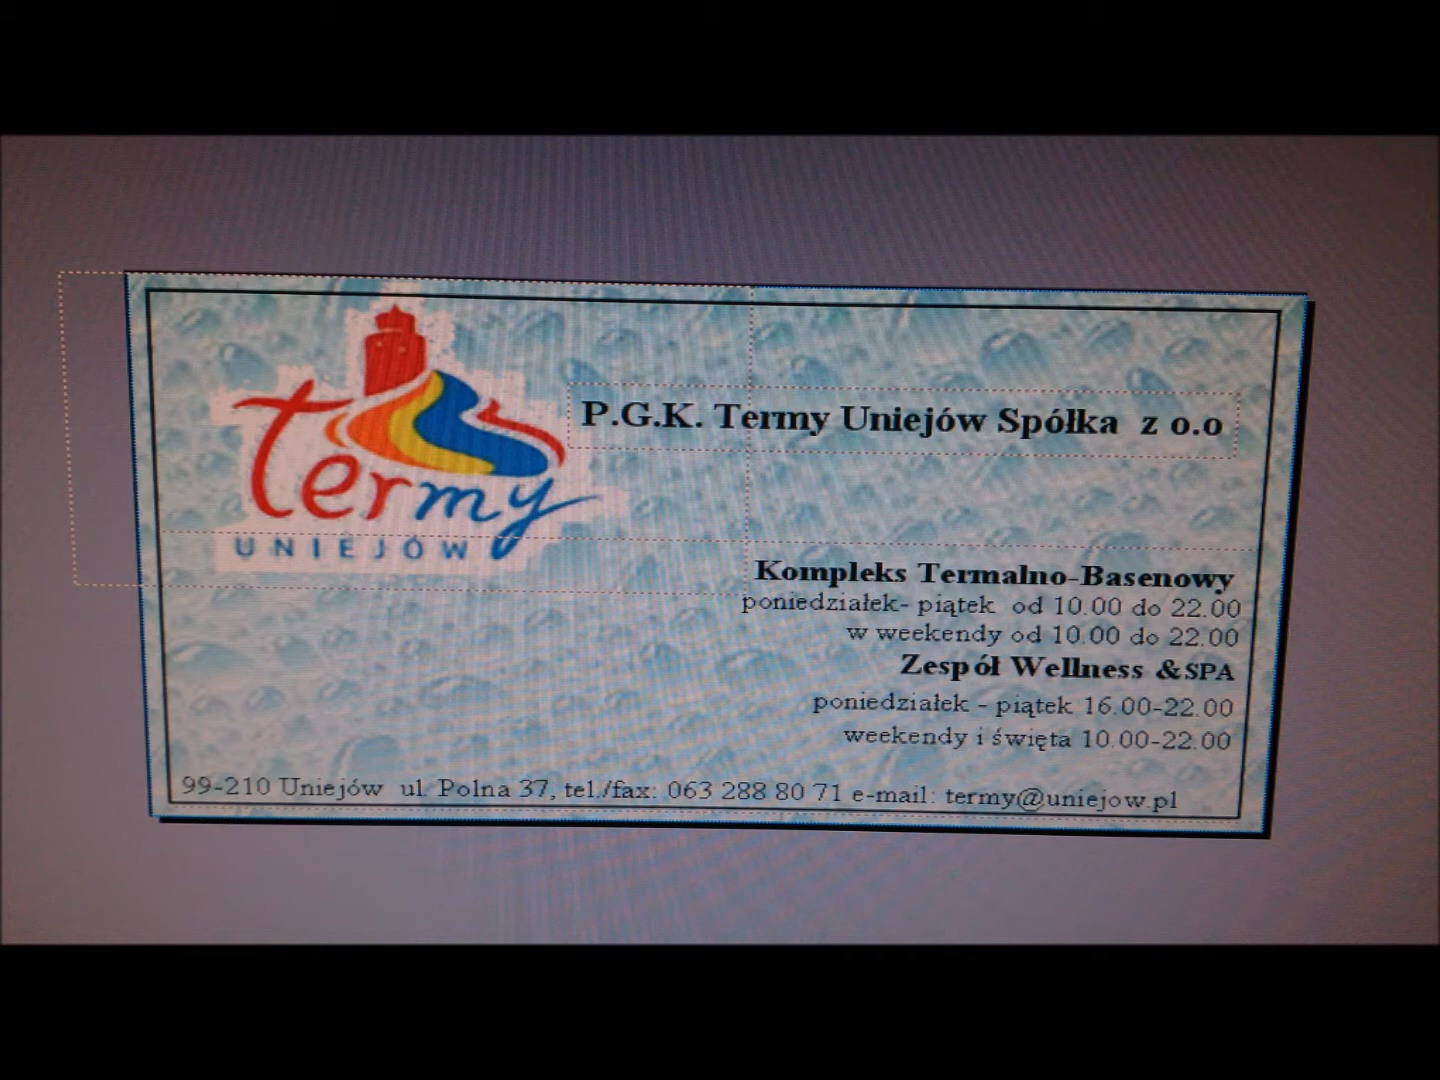 termy
UNIEJÓW
P.G.K. Termy Uniejów Spółka z o.o
Kompleks Termalno-Basenowy
poniedziałek- piątek od 10.00 do 22.00
w weekendy od 10.00 do 22.00
Zespół Wellness &SPA
poniedziałek - piątek 16.00-22.00
weekendy i święta 10.00-22.00
99-210 Uniejów ul. Polna 37, tel./fax: 063 288 80 71 e-mail: termy@uniejow.pl